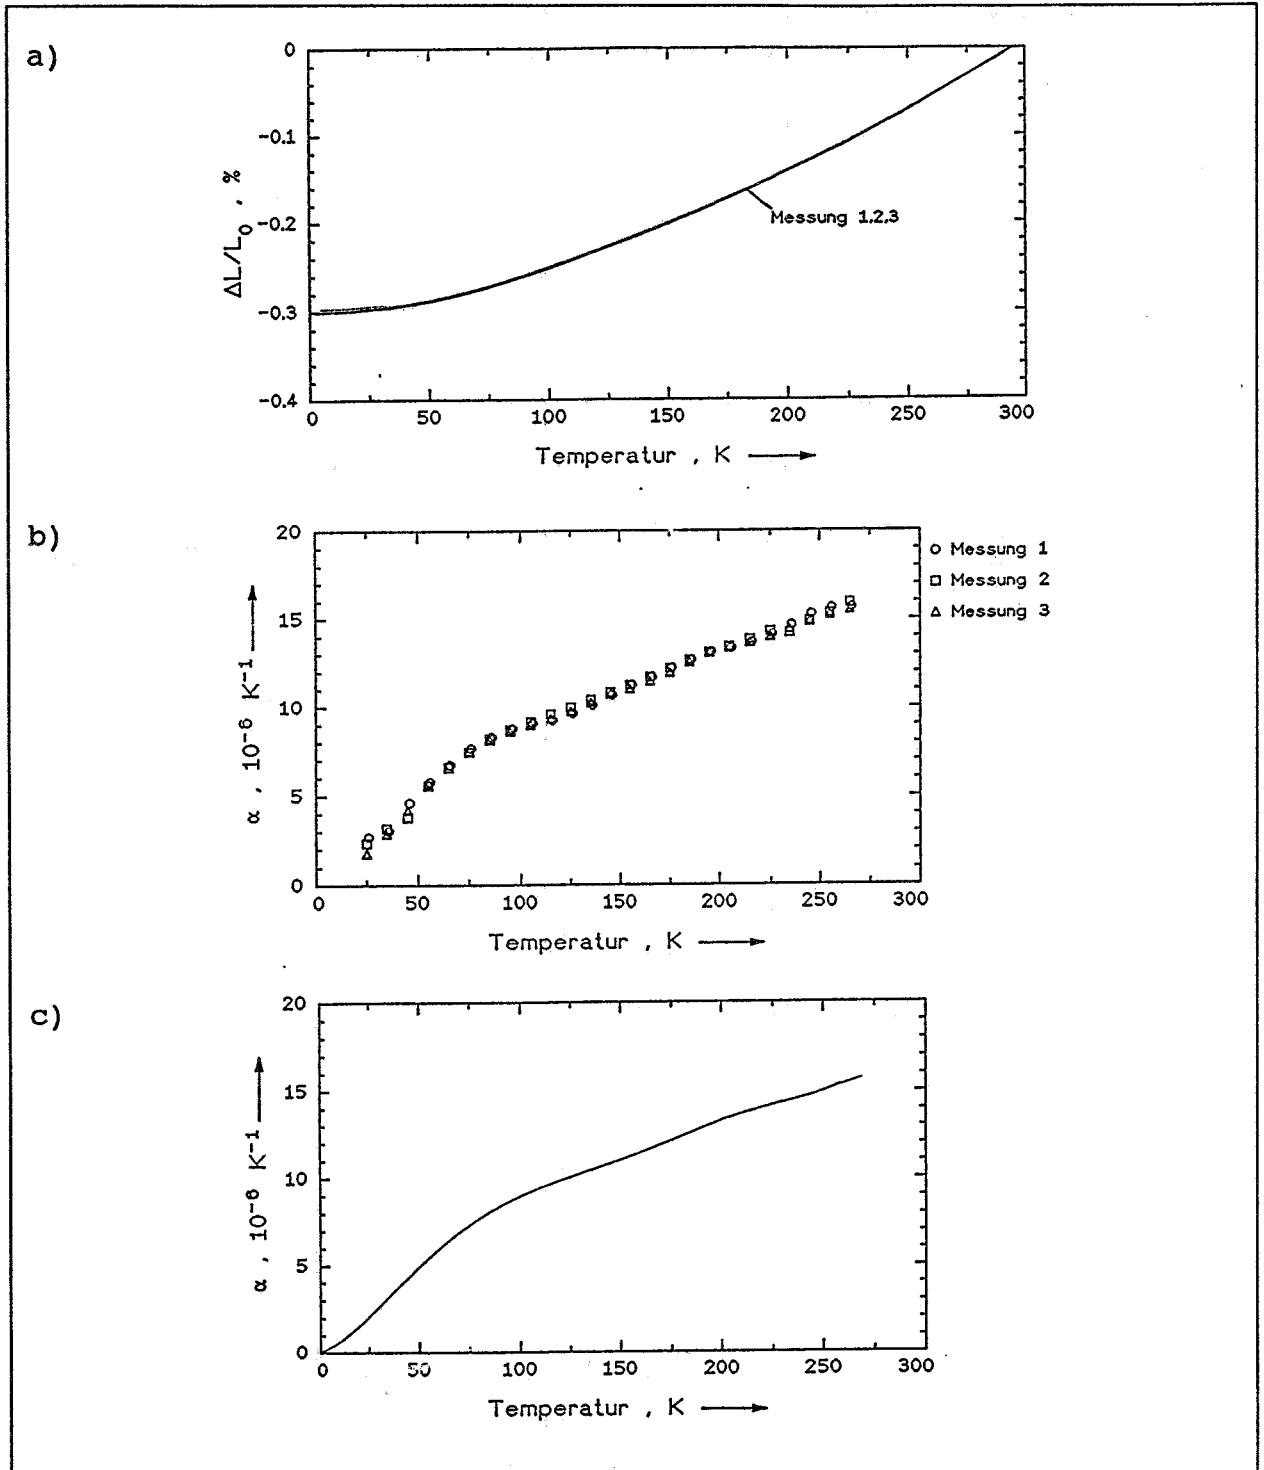 a)
0
-0.1
-0.2
-0.3
-0.4
ΔL/L₀ , %
Messung 1,2,3
0 50 100 150 200 250 300
Temperatur , K
b)
20
15
10
5
0
α , 10⁻⁶ K⁻¹
○ Messung 1
□ Messung 2
△ Messung 3
0 50 100 150 200 250 300
Temperatur , K
c)
20
15
10
5
0
α , 10⁻⁶ K⁻¹
0 50 100 150 200 250 300
Temperatur , K